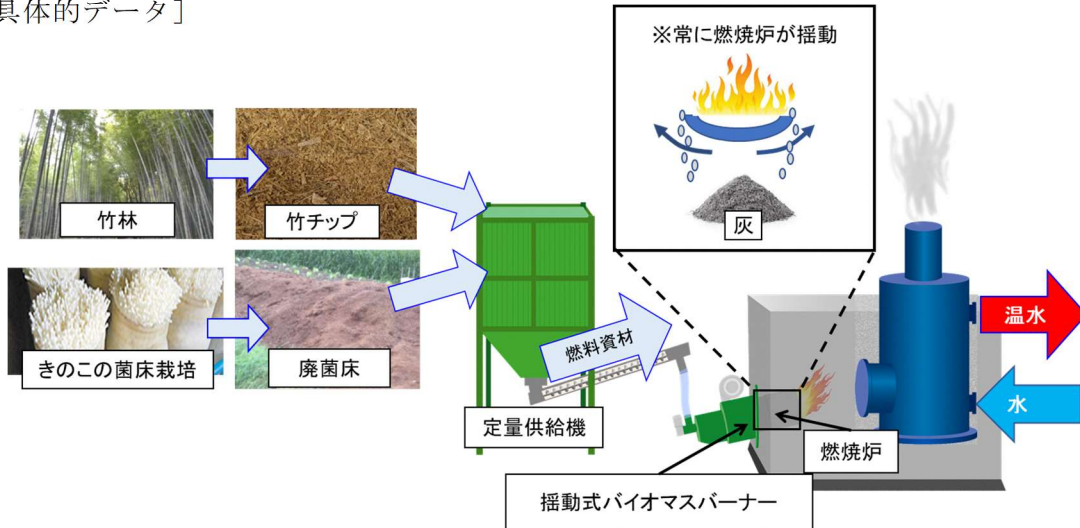 具体的データ]
※常に燃焼炉が揺動
灰
竹林
竹チップ
きのこの菌床栽培
廃菌床
燃料資材
定量供給機
温水
水
燃焼炉
揺動式バイオマスバーナー